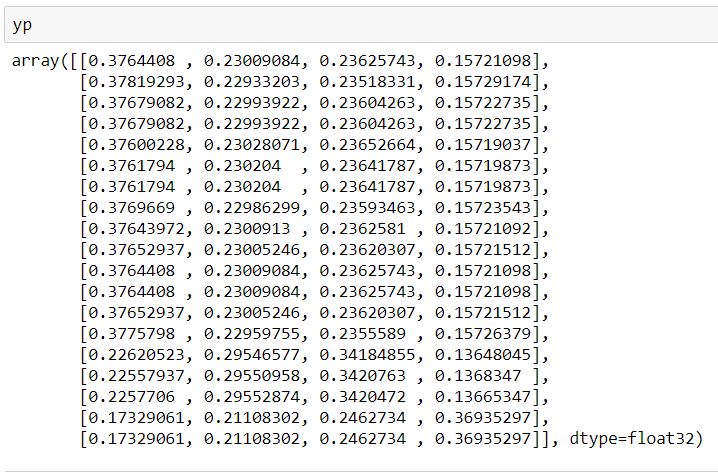 yp
array([[0.3764408 , 0.23009084, 0.23625743, 0.15721098],
[0.37819293, 0.22933203, 0.23518331, 0.15729174],
[0.37679082, 0.22993922, 0.23604263, 0.15722735],
[0.37679082, 0.22993922, 0.23604263, 0.15722735],
[0.37600228, 0.23028071, 0.23652664, 0.15719037],
[0.3761794 , 0.230204  , 0.23641787, 0.15719873],
[0.3761794 , 0.230204  , 0.23641787, 0.15719873],
[0.3769669 , 0.22986299, 0.23593463, 0.15723543],
[0.37643972, 0.2300913 , 0.2362581 , 0.15721092],
[0.37652937, 0.23005246, 0.23620307, 0.15721512],
[0.3764408 , 0.23009084, 0.23625743, 0.15721098],
[0.3764408 , 0.23009084, 0.23625743, 0.15721098],
[0.37652937, 0.23005246, 0.23620307, 0.15721512],
[0.3775798 , 0.22959755, 0.2355589 , 0.15726379],
[0.22620523, 0.29546577, 0.34184855, 0.13648045],
[0.22557937, 0.29550958, 0.3420763 , 0.1368347 ],
[0.2257706 , 0.29552874, 0.3420472 , 0.13665347],
[0.17329061, 0.21108302, 0.2462734 , 0.36935297],
[0.17329061, 0.21108302, 0.2462734 , 0.36935297]], dtype=float32)